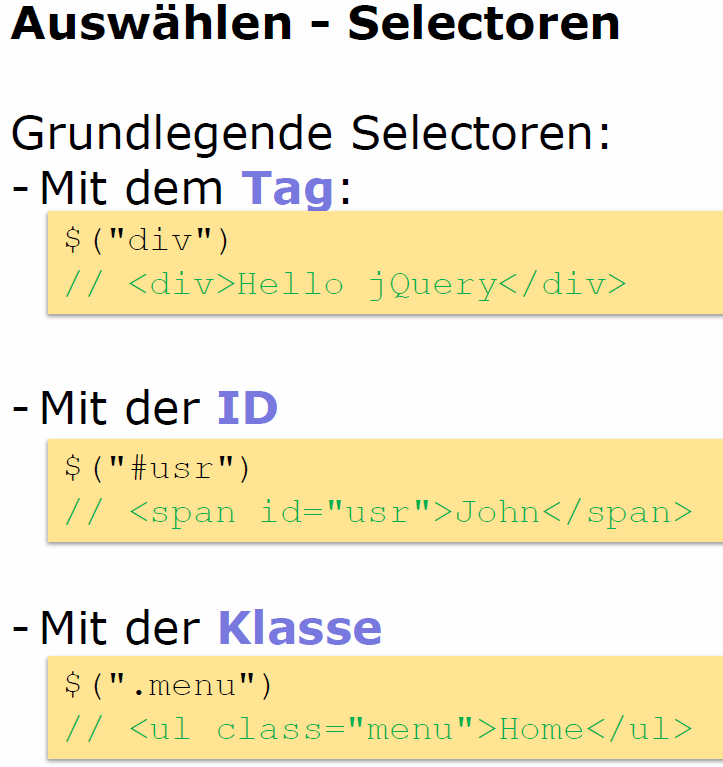 Auswählen - Selectoren
Grundlegende Selectoren:
- Mit dem Tag:
$("div")
// <div>Hello jQuery</div>
- Mit der ID
$("#usr")
// <span id="usr">John</span>
- Mit der Klasse
$(".menu")
// <ul class="menu">Home</ul>